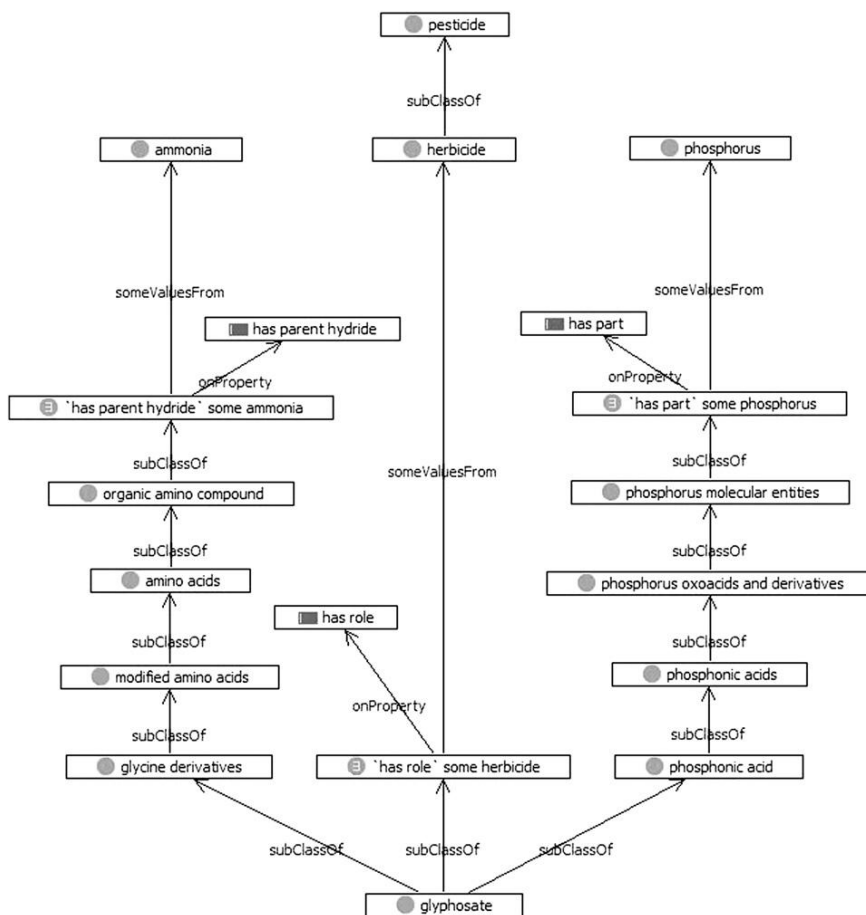 pesticide
subClassOf
ammonia
herbicide
phosphorus
someValuesFrom
someValuesFrom
has parent hydride
has part
onProperty
onProperty
`has parent hydride` some ammonia
`has part` some phosphorus
subClassOf
subClassOf
someValuesFrom
organic amino compound
phosphorus molecular entities
subClassOf
subClassOf
amino acids
phosphorus oxoacids and derivatives
has role
subClassOf
subClassOf
modified amino acids
phosphonic acids
onProperty
subClassOf
subClassOf
glycine derivatives
`has role` some herbicide
phosphonic acid
subClassOf
subClassOf
subClassOf
glyphosate